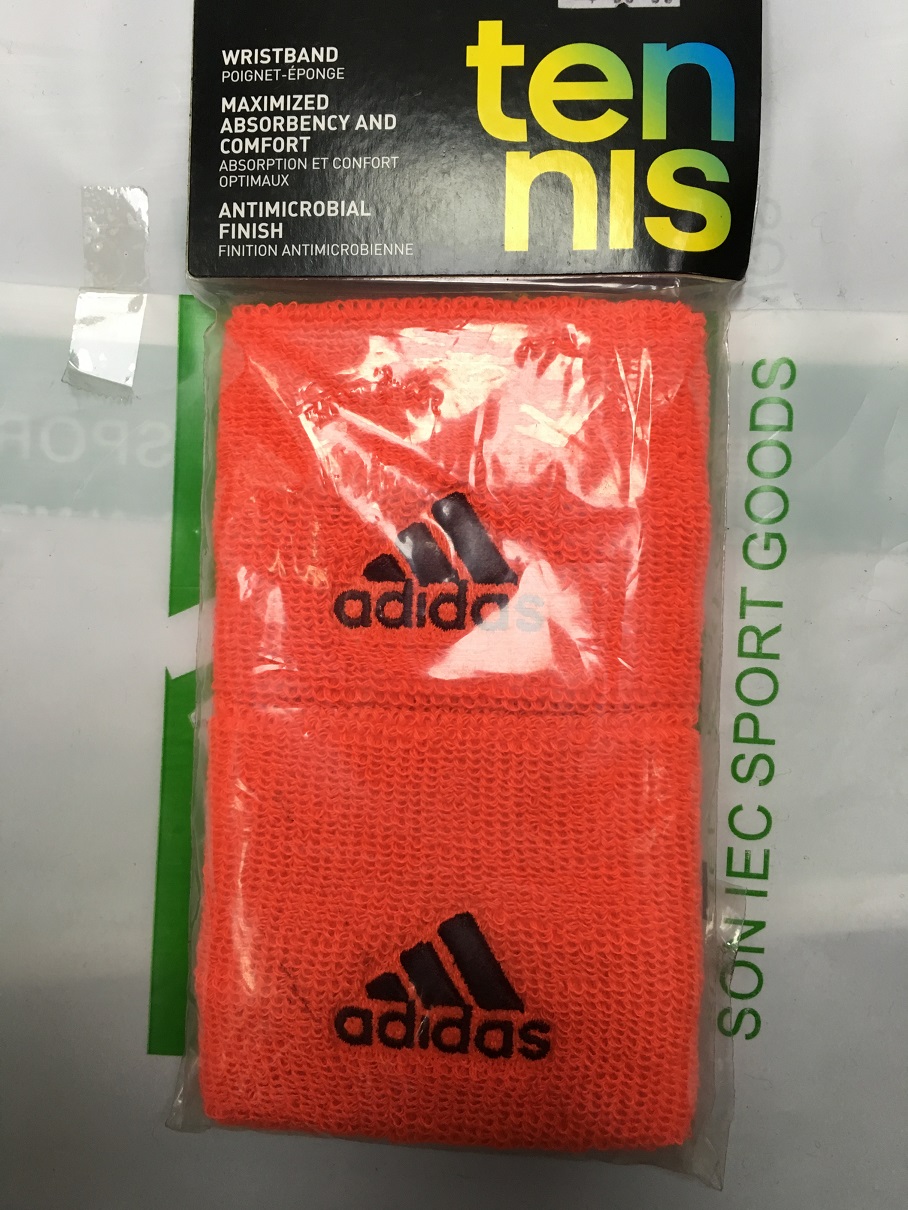 WRISTBAND
POIGNET-ÉPONGE
MAXIMIZED
ABSORBENCY AND
COMFORT
ABSORPTION ET CONFORT
OPTIMAUX
ANTIMICROBIAL
FINISH
FINITION ANTIMICROBIENNE
ten
nis
adidas
adidas
SON IEC SPORT GOODS
SPOR